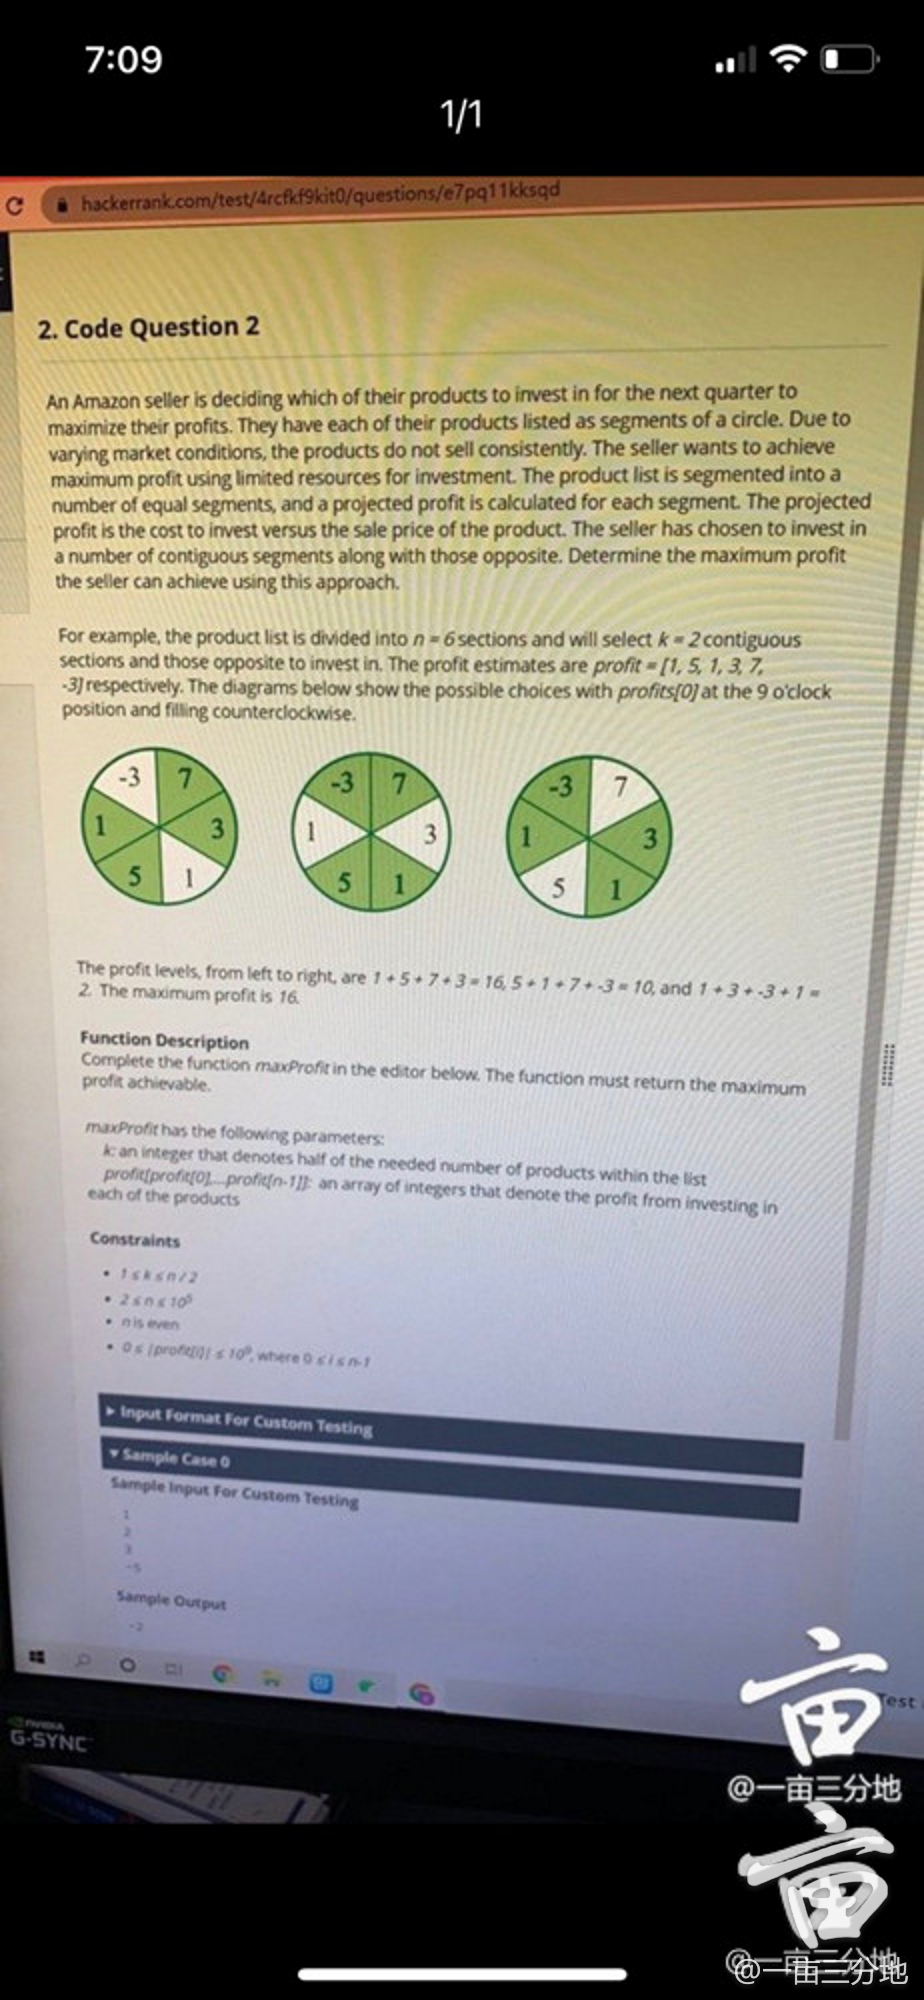 7:09
1/1
hackerrank.com/test/4rcfkf9kit0/questions/e7pq11kksqd
2. Code Question 2
An Amazon seller is deciding which of their products to invest in for the next quarter to
maximize their profits. They have each of their products listed as segments of a circle. Due to
varying market conditions, the products do not sell consistently. The seller wants to achieve
maximum profit using limited resources for investment. The product list is segmented into a
number of equal segments, and a projected profit is calculated for each segment. The projected
profit is the cost to invest versus the sale price of the product. The seller has chosen to invest in
a number of contiguous segments along with those opposite. Determine the maximum profit
the seller can achieve using this approach.
For example, the product list is divided into n = 6 sections and will select k = 2 contiguous
sections and those opposite to invest in. The profit estimates are profit = [1, 5, 1, 3, 7,
-3] respectively. The diagrams below show the possible choices with profits[0] at the 9 o'clock
position and filling counterclockwise.
-3 7 -3 7 -3 7
1 3 1 3 1 3
5 1 5 1 5 1
The profit levels, from left to right, are 1 + 5 + 7 + 3 = 16, 5 + 1 + 7 + -3 = 10, and 1 + 3 + -3 + 1 =
2. The maximum profit is 16.
Function Description
Complete the function maxProfit in the editor below. The function must return the maximum
profit achievable.
maxProfit has the following parameters:
k: an integer that denotes half of the needed number of products within the list
profit[profit[0],...profit[n-1]]: an array of integers that denote the profit from investing in
each of the products
Constraints
• 1 ≤ k ≤ n / 2
• 2 ≤ n ≤ 10⁵
• n is even
• 0 ≤ |profit[i]| ≤ 10⁹, where 0 ≤ i ≤ n-1
Input Format For Custom Testing
Sample Case 0
Sample Input For Custom Testing
1
2
3
-5
Sample Output
-2
Test
nVIDIA
G-SYNC
亩
@一亩三分地
亩
@一亩三分地
@一亩三分地